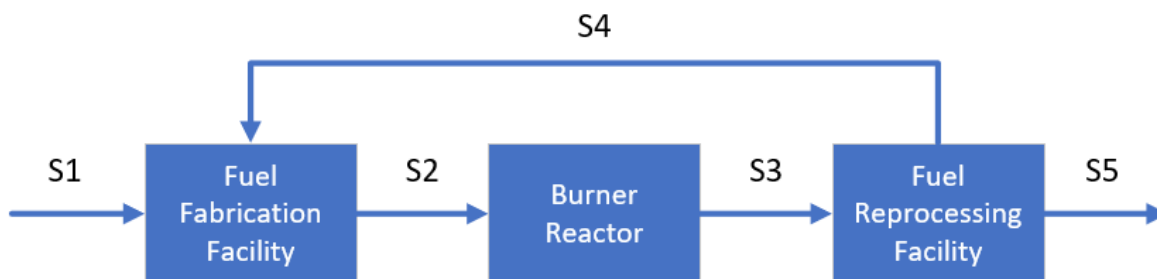 S4
S1
Fuel
Fabrication
Facility
S2
Burner
Reactor
S3
Fuel
Reprocessing
Facility
S5